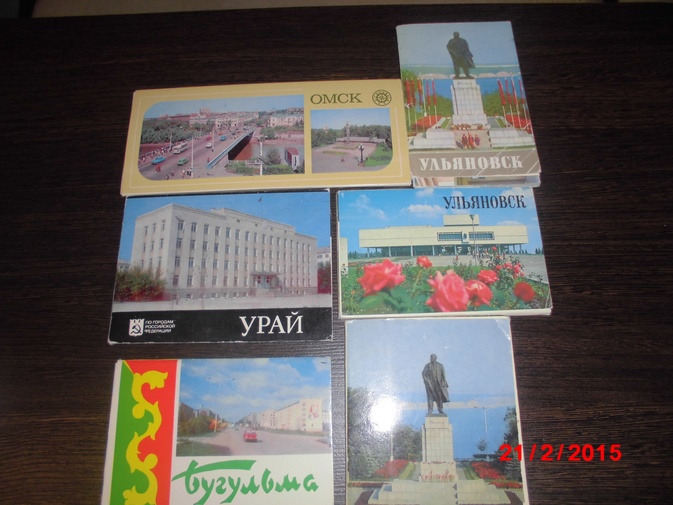 ОМСК
УЛЬЯНОВСК
УЛЬЯНОВСК
ПО ГОРОДАМ
РОССИЙСКОЙ
ФЕДЕРАЦИИ
УРАЙ
Бугульма
21/2/2015